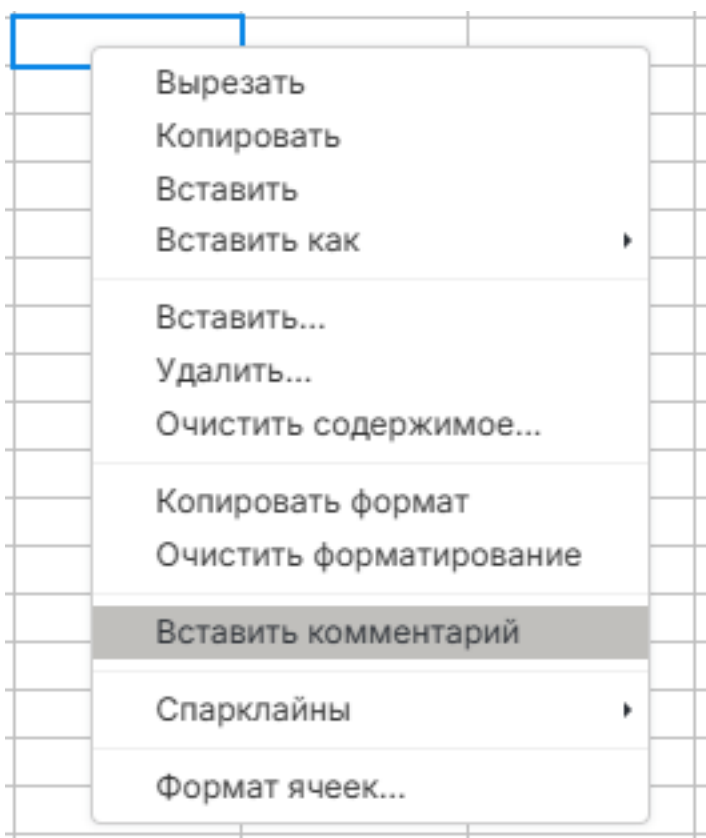 Вырезать
Копировать
Вставить
Вставить как
Вставить...
Удалить...
Очистить содержимое...
Копировать формат
Очистить форматирование
Вставить комментарий
Спарклайны
Формат ячеек...